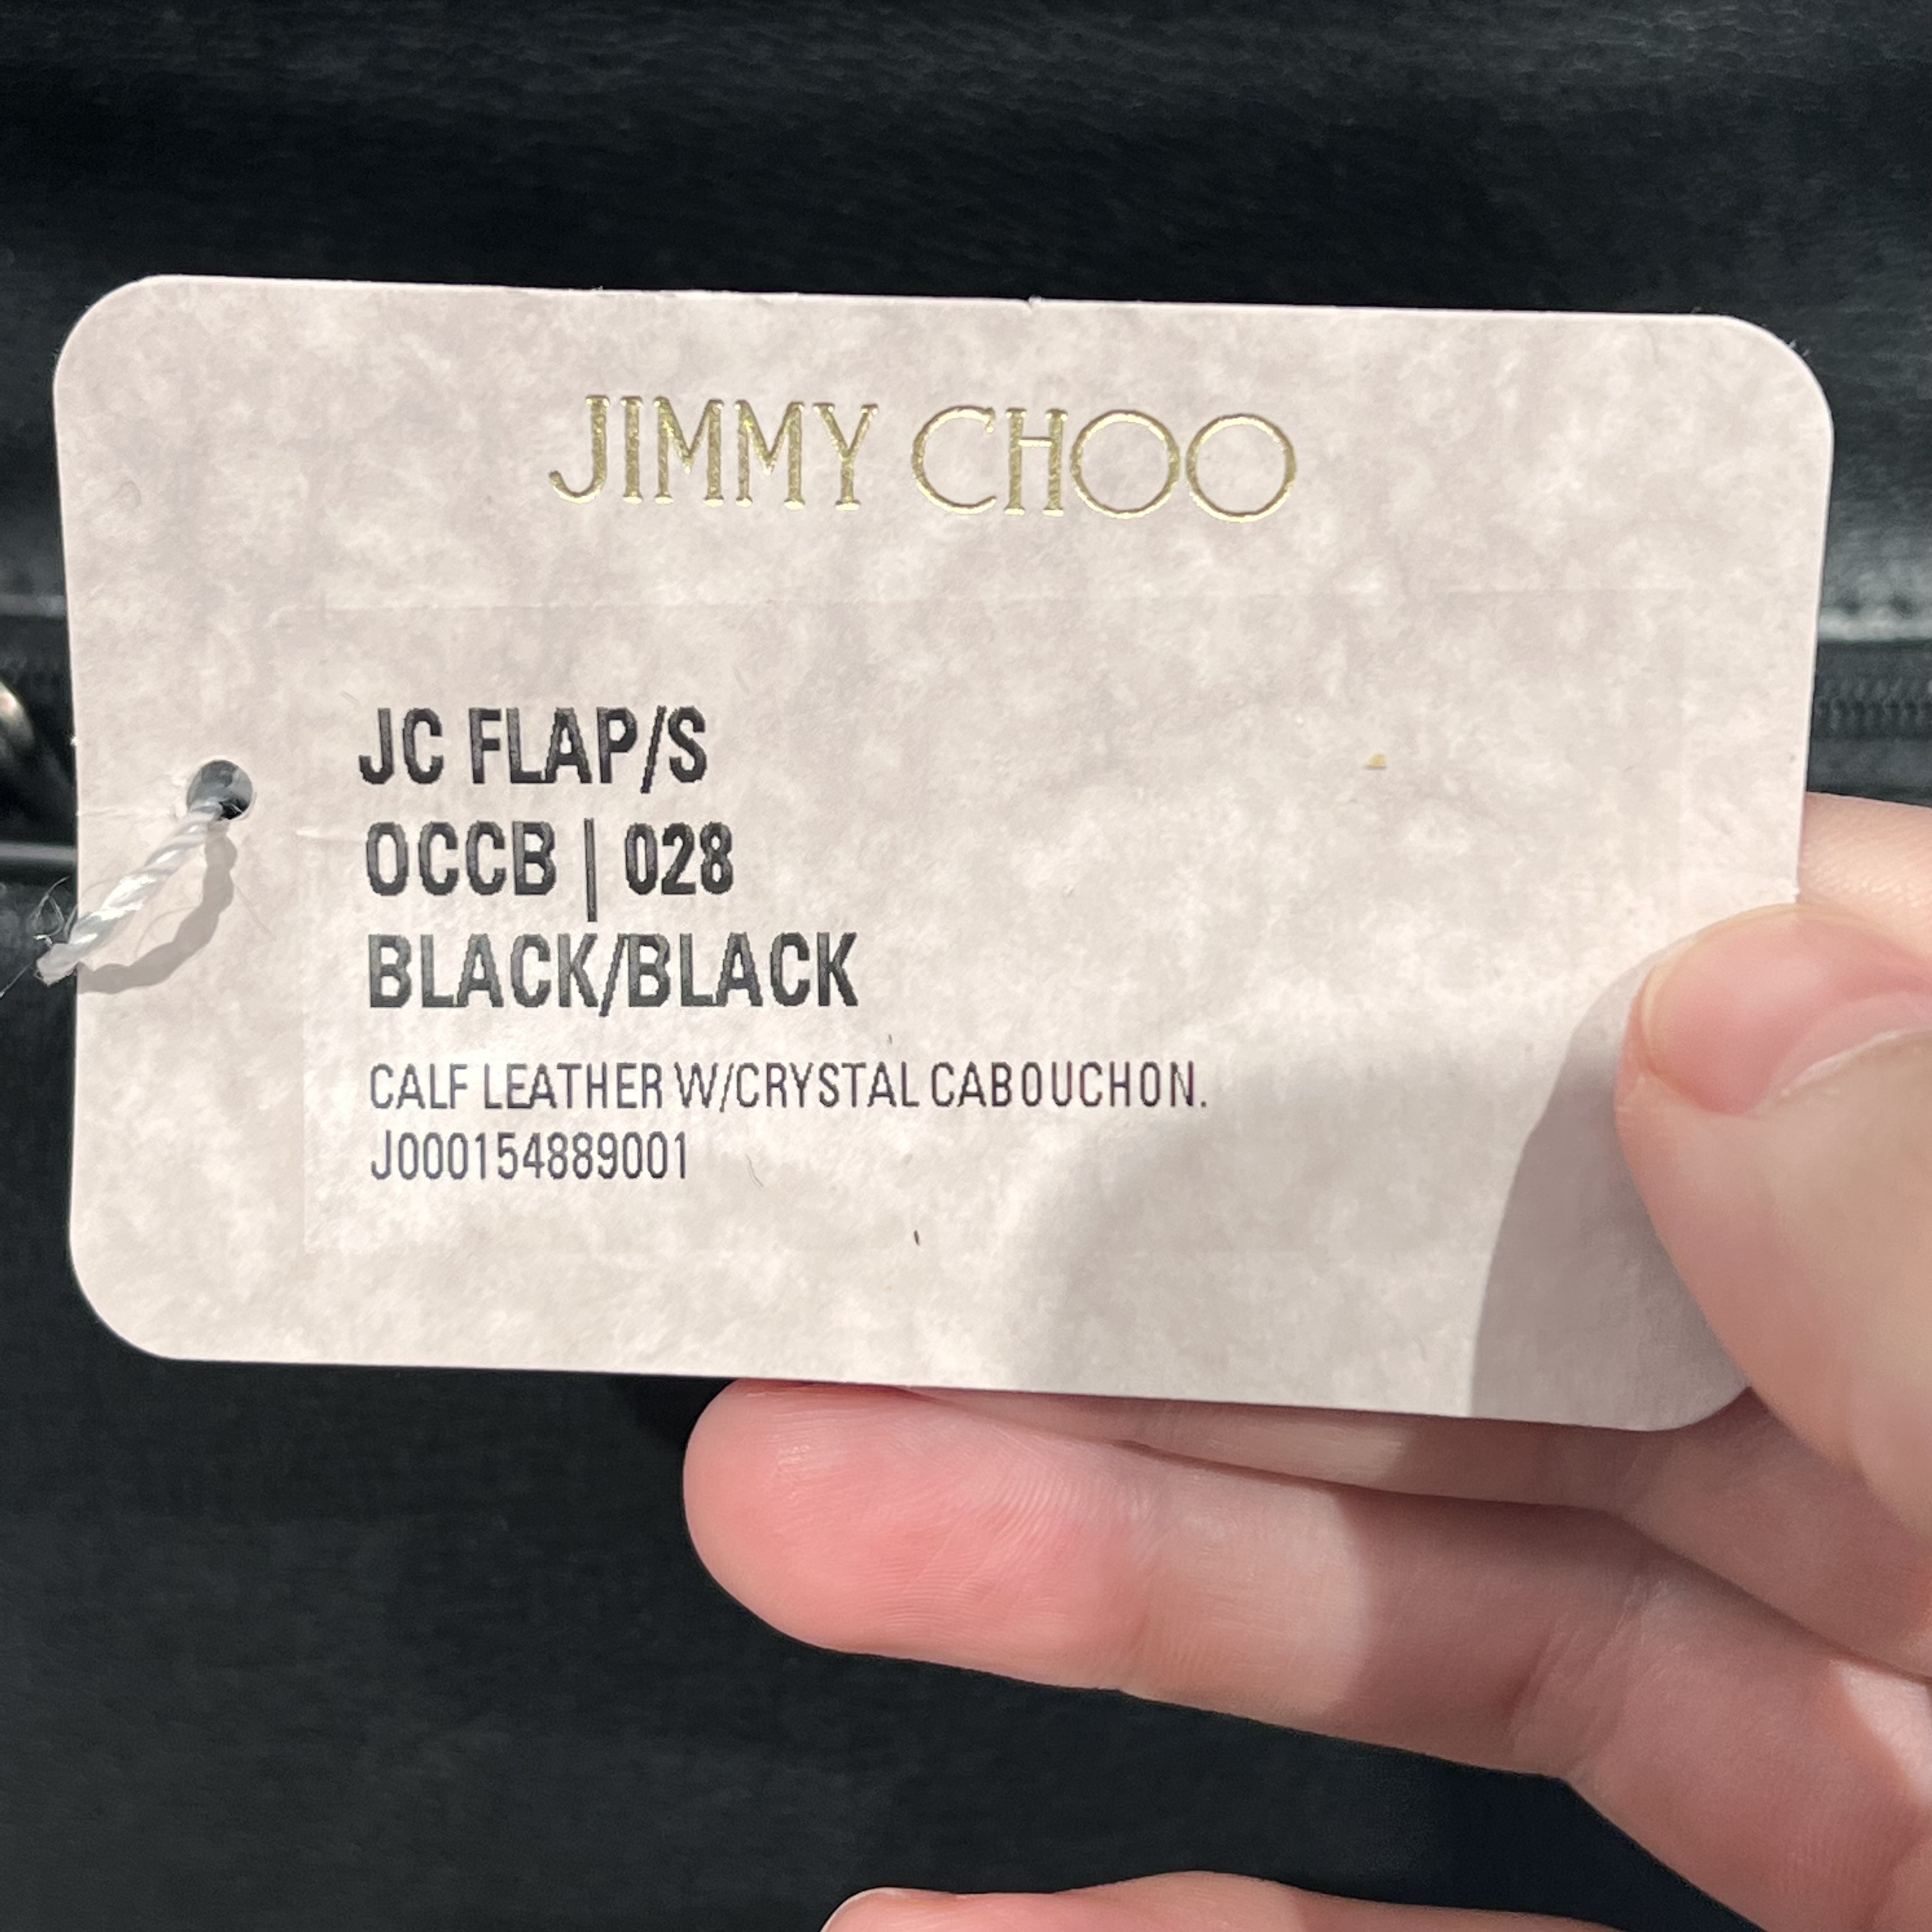 JIMMY CHOO
JC FLAP/S
OCCB | 028
BLACK/BLACK
CALF LEATHER W/CRYSTAL CABOUCHON.
J000154889001